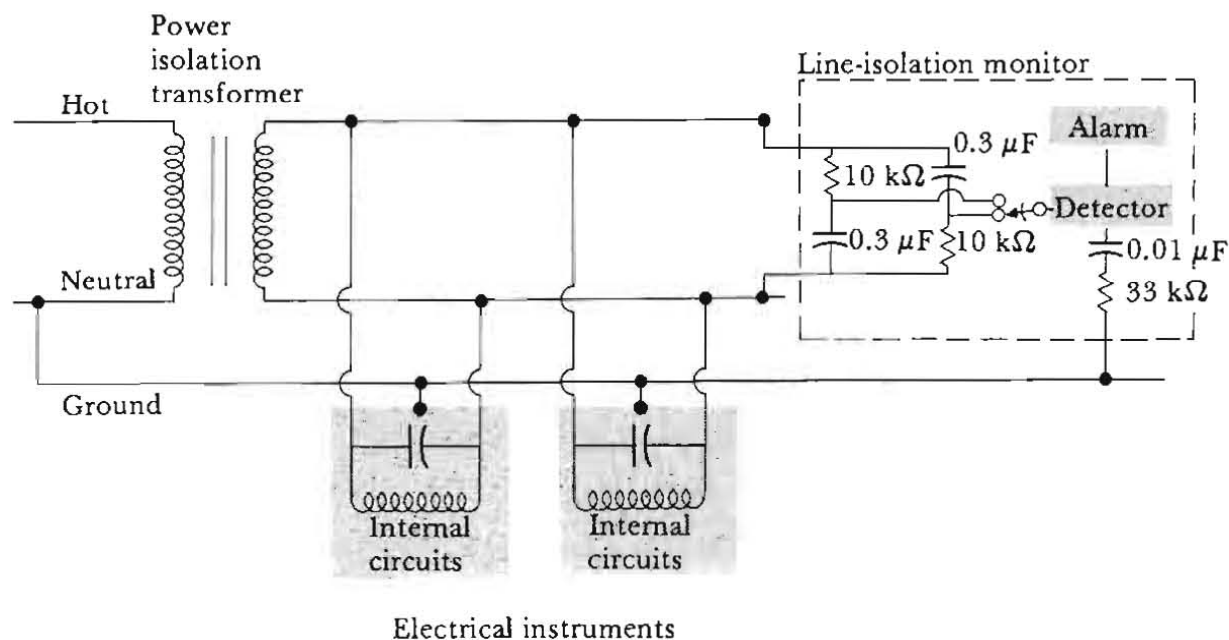 Power
isolation
transformer
Hot
Neutral
Ground
Line-isolation monitor
Alarm
0.3 μF
10 kΩ
Detector
0.3 μF
10 kΩ
0.01 μF
33 kΩ
Internal
circuits
Internal
circuits
Electrical instruments